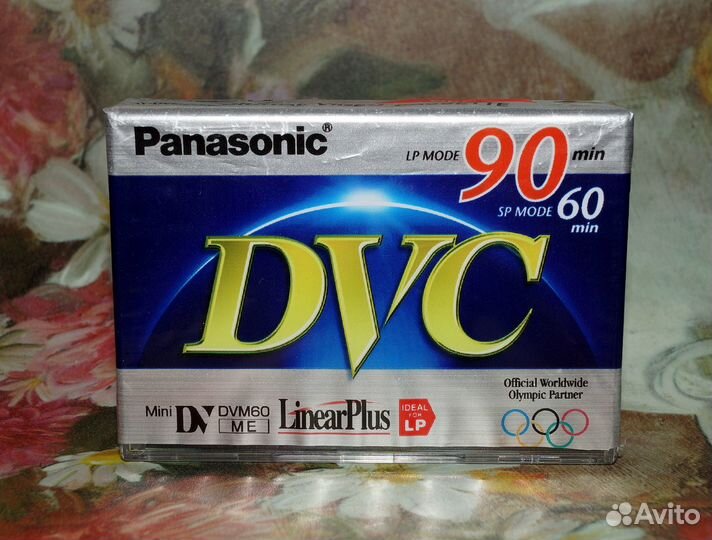 Panasonic®
LP MODE 90 min
SP MODE 60 min
DVC
Official Worldwide
Olympic Partner
Mini DV DVM60 ME LinearPlus IDEAL FOR LP
Avito